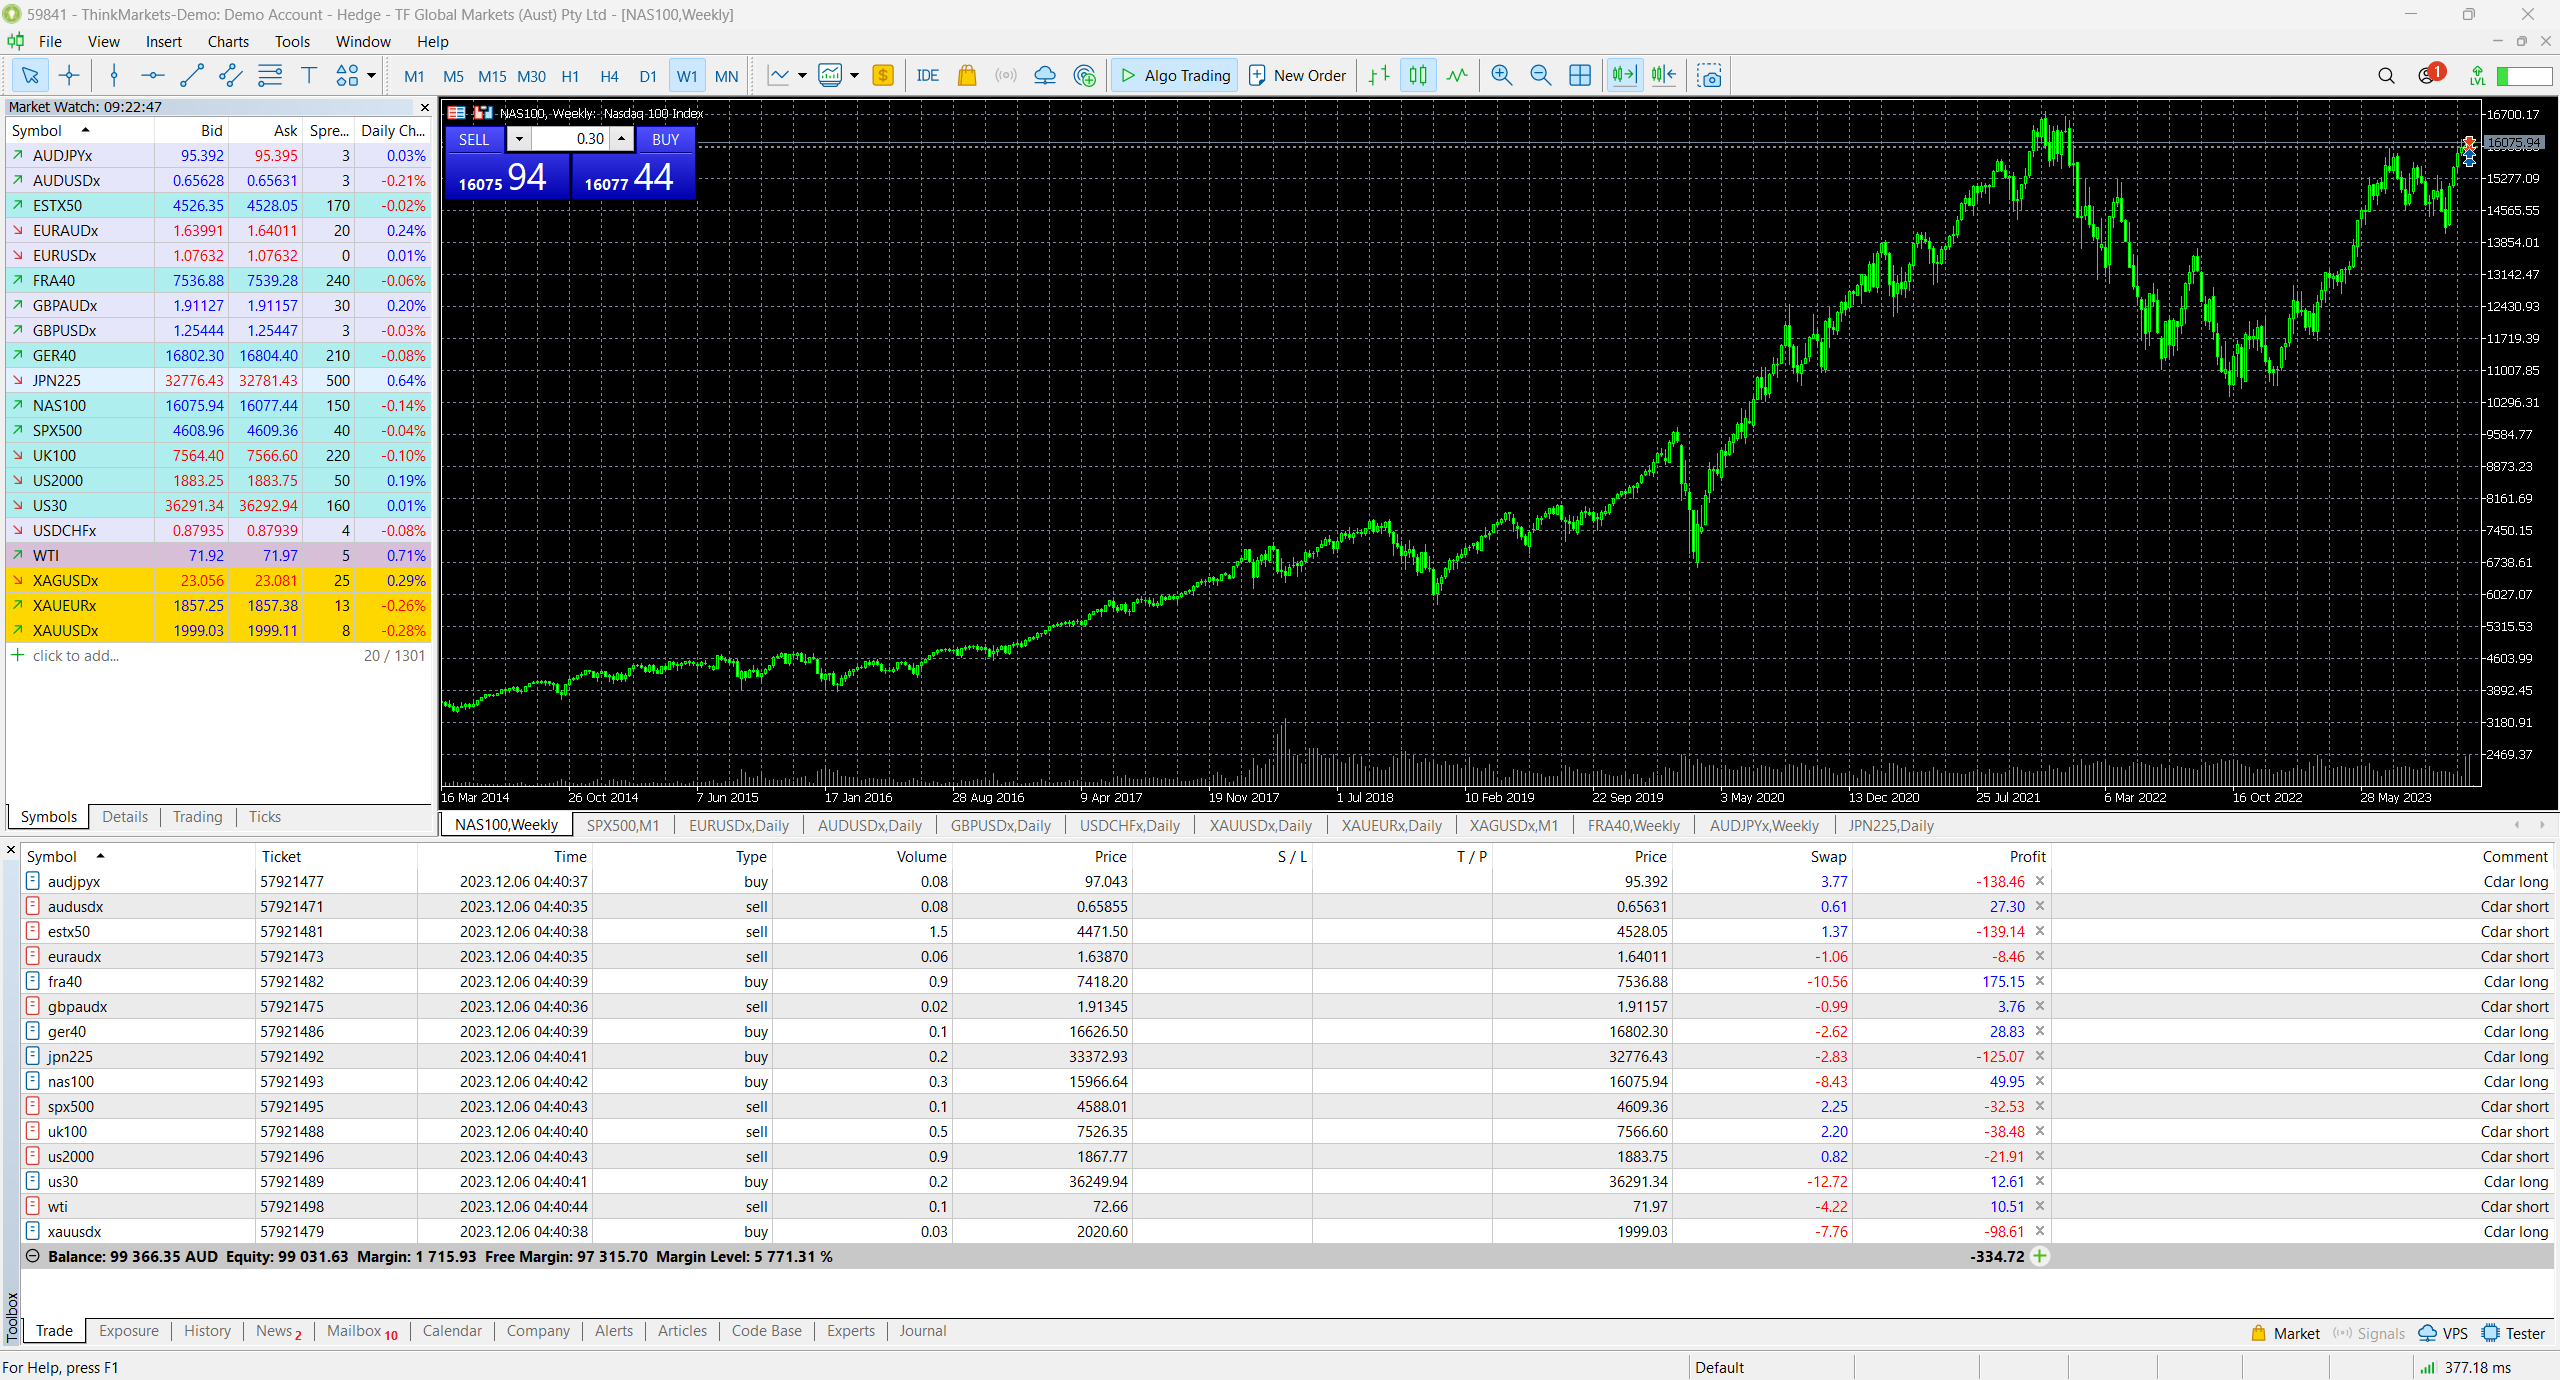 59841 - ThinkMarkets-Demo: Demo Account - Hedge - TF Global Markets (Aust) Pty Ltd - [NAS100,Weekly]
File View Insert Charts Tools Window Help
M1 M5 M15 M30 H1 H4 D1 W1 MN IDE Algo Trading New Order 1 LVL
Market Watch: 09:22:47
Symbol Bid Ask Spre... Daily Ch...
AUDJPYx 95.392 95.395 3 0.03%
AUDUSDx 0.65628 0.65631 3 -0.21%
ESTX50 4526.35 4528.05 170 -0.02%
EURAUDx 1.63991 1.64011 20 0.24%
EURUSDx 1.07632 1.07632 0 0.01%
FRA40 7536.88 7539.28 240 -0.06%
GBPAUDx 1.91127 1.91157 30 0.20%
GBPUSDx 1.25444 1.25447 3 -0.03%
GER40 16802.30 16804.40 210 -0.08%
JPN225 32776.43 32781.43 500 0.64%
NAS100 16075.94 16077.44 150 -0.14%
SPX500 4608.96 4609.36 40 -0.04%
UK100 7564.40 7566.60 220 -0.10%
US2000 1883.25 1883.75 50 0.19%
US30 36291.34 36292.94 160 0.01%
USDCHFx 0.87935 0.87939 4 -0.08%
WTI 71.92 71.97 5 0.71%
XAGUSDx 23.056 23.081 25 0.29%
XAUEURx 1857.25 1857.38 13 -0.26%
XAUUSDx 1999.03 1999.11 8 -0.28%
click to add... 20 / 1301
Symbols Details Trading Ticks
NAS100, Weekly: Nasdaq 100 Index
SELL 0.30 BUY
16075 94 16077 44
16700.17
16075.94
15277.09
14565.55
13854.01
13142.47
12430.93
11719.39
11007.85
10296.31
9584.77
8873.23
8161.69
7450.15
6738.61
6027.07
5315.53
4603.99
3892.45
3180.91
2469.37
16 Mar 2014 26 Oct 2014 7 Jun 2015 17 Jan 2016 28 Aug 2016 9 Apr 2017 19 Nov 2017 1 Jul 2018 10 Feb 2019 22 Sep 2019 3 May 2020 13 Dec 2020 25 Jul 2021 6 Mar 2022 16 Oct 2022 28 May 2023
NAS100,Weekly SPX500,M1 EURUSDx,Daily AUDUSDx,Daily GBPUSDx,Daily USDCHFx,Daily XAUUSDx,Daily XAUEURx,Daily XAGUSDx,M1 FRA40,Weekly AUDJPYx,Weekly JPN225,Daily
Symbol Ticket Time Type Volume Price S / L T / P Price Swap Profit Comment
audjpyx 57921477 2023.12.06 04:40:37 buy 0.08 97.043 95.392 3.77 -138.46 Cdar long
audusdx 57921471 2023.12.06 04:40:35 sell 0.08 0.65855 0.65631 0.61 27.30 Cdar short
estx50 57921481 2023.12.06 04:40:38 sell 1.5 4471.50 4528.05 1.37 -139.14 Cdar short
euraudx 57921473 2023.12.06 04:40:35 sell 0.06 1.63870 1.64011 -1.06 -8.46 Cdar short
fra40 57921482 2023.12.06 04:40:39 buy 0.9 7418.20 7536.88 -10.56 175.15 Cdar long
gbpaudx 57921475 2023.12.06 04:40:36 sell 0.02 1.91345 1.91157 -0.99 3.76 Cdar short
ger40 57921486 2023.12.06 04:40:39 buy 0.1 16626.50 16802.30 -2.62 28.83 Cdar long
jpn225 57921492 2023.12.06 04:40:41 buy 0.2 33372.93 32776.43 -2.83 -125.07 Cdar long
nas100 57921493 2023.12.06 04:40:42 buy 0.3 15966.64 16075.94 -8.43 49.95 Cdar long
spx500 57921495 2023.12.06 04:40:43 sell 0.1 4588.01 4609.36 2.25 -32.53 Cdar short
uk100 57921488 2023.12.06 04:40:40 sell 0.5 7526.35 7566.60 2.20 -38.48 Cdar short
us2000 57921496 2023.12.06 04:40:43 sell 0.9 1867.77 1883.75 0.82 -21.91 Cdar short
us30 57921489 2023.12.06 04:40:41 buy 0.2 36249.94 36291.34 -12.72 12.61 Cdar long
wti 57921498 2023.12.06 04:40:44 sell 0.1 72.66 71.97 -4.22 10.51 Cdar short
xauusdx 57921479 2023.12.06 04:40:38 buy 0.03 2020.60 1999.03 -7.76 -98.61 Cdar long
Balance: 99 366.35 AUD Equity: 99 031.63 Margin: 1 715.93 Free Margin: 97 315.70 Margin Level: 5 771.31 % -334.72
Toolbox
Trade Exposure History News 2 Mailbox 10 Calendar Company Alerts Articles Code Base Experts Journal Market Signals VPS Tester
For Help, press F1 Default 377.18 ms